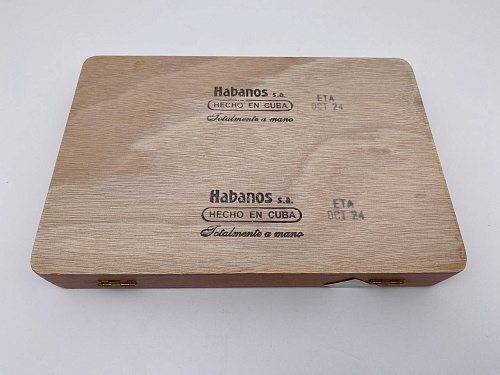 Habanos s.a.
HECHO EN CUBA
Totalmente a mano
ETA
OCT 24
Habanos s.a.
HECHO EN CUBA
Totalmente a mano
ETA
OCT 24